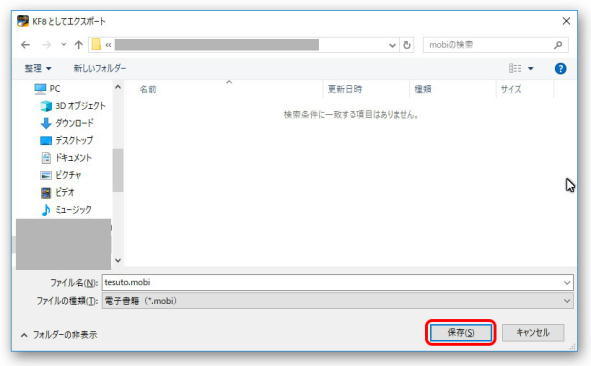 KF8 としてエクスポート
«
mobiの検索
整理 新しいフォルダー
PC
3D オブジェクト
ダウンロード
デスクトップ
ドキュメント
ピクチャ
ビデオ
ミュージック
名前 更新日時 種類 サイズ
検索条件に一致する項目はありません。
ファイル名(N): tesuto.mobi
ファイルの種類(T): 電子書籍 (*.mobi)
フォルダーの非表示 保存(S) キャンセル